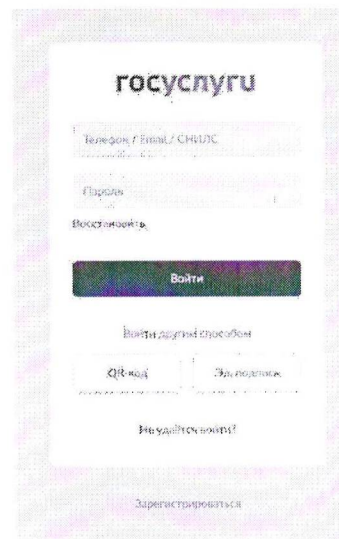 госуслуги
Телефон / Email / СНИЛС
Пароль
Восстановить
Войти
Войти другим способом
QR-код Эл. подпись
Не удаётся войти?
Зарегистрироваться